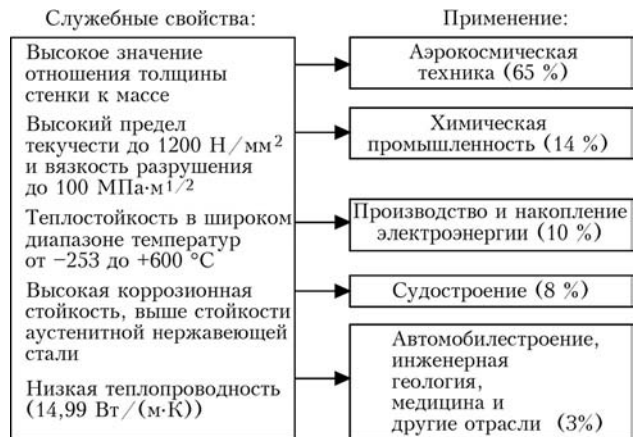 Служебные свойства:
Высокое значение
отношения толщины
стенки к массе
Высокий предел
текучести до 1200 Н/мм²
и вязкость разрушения
до 100 МПа·м1/2
Теплостойкость в широком
диапазоне температур
от −253 до +600 °С
Высокая коррозионная
стойкость, выше стойкости
аустенитной нержавеющей
стали
Низкая теплопроводность
(14,99 Вт/(м·К))
Применение:
Аэрокосмическая
техника (65 %)
Химическая
промышленность (14 %)
Производство и накопление
электроэнергии (10 %)
Судостроение (8 %)
Автомобилестроение,
инженерная
геология,
медицина и
другие отрасли (3%)